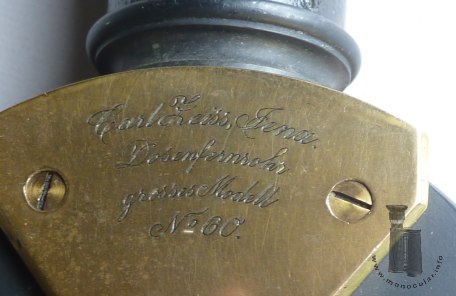 Carl Zeiss, Jena.
Dosenfernrohr
grosses Modell
No 60.
www.monocular.info